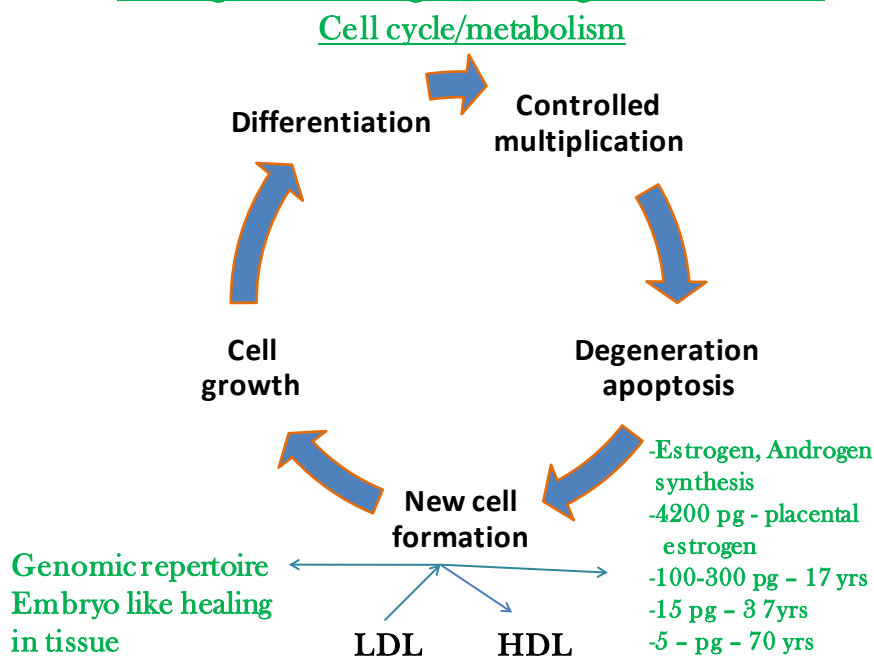 Cell cycle/metabolism
Differentiation
Controlled
multiplication
Cell
growth
Degeneration
apoptosis
New cell
formation
-Estrogen, Androgen
synthesis
-4200 pg - placental
estrogen
-100-300 pg – 17 yrs
-15 pg – 3 7yrs
-5 – pg – 70 yrs
Genomic repertoire
Embryo like healing
in tissue
LDL
HDL